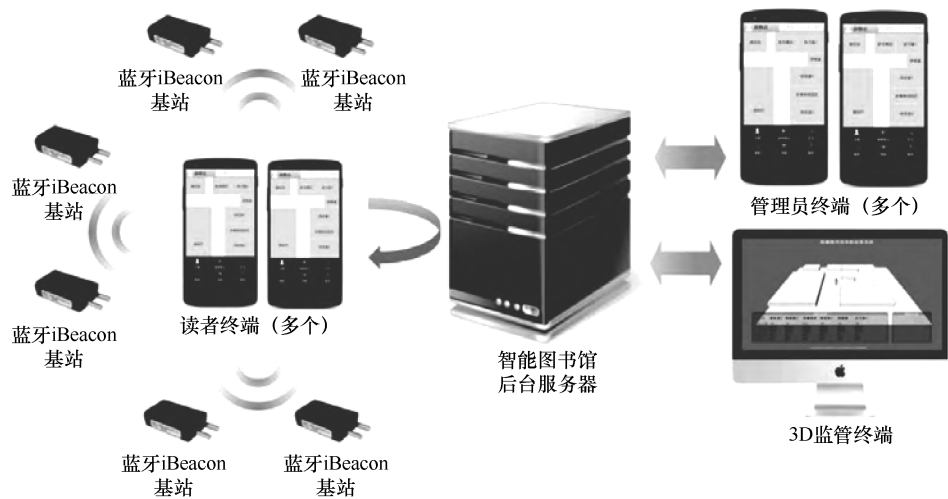 蓝牙iBeacon
基站
蓝牙iBeacon
基站
蓝牙iBeacon
基站
蓝牙iBeacon
基站
读者终端（多个）
蓝牙iBeacon
基站
蓝牙iBeacon
基站
智能图书馆
后台服务器
管理员终端（多个）
3D监管终端